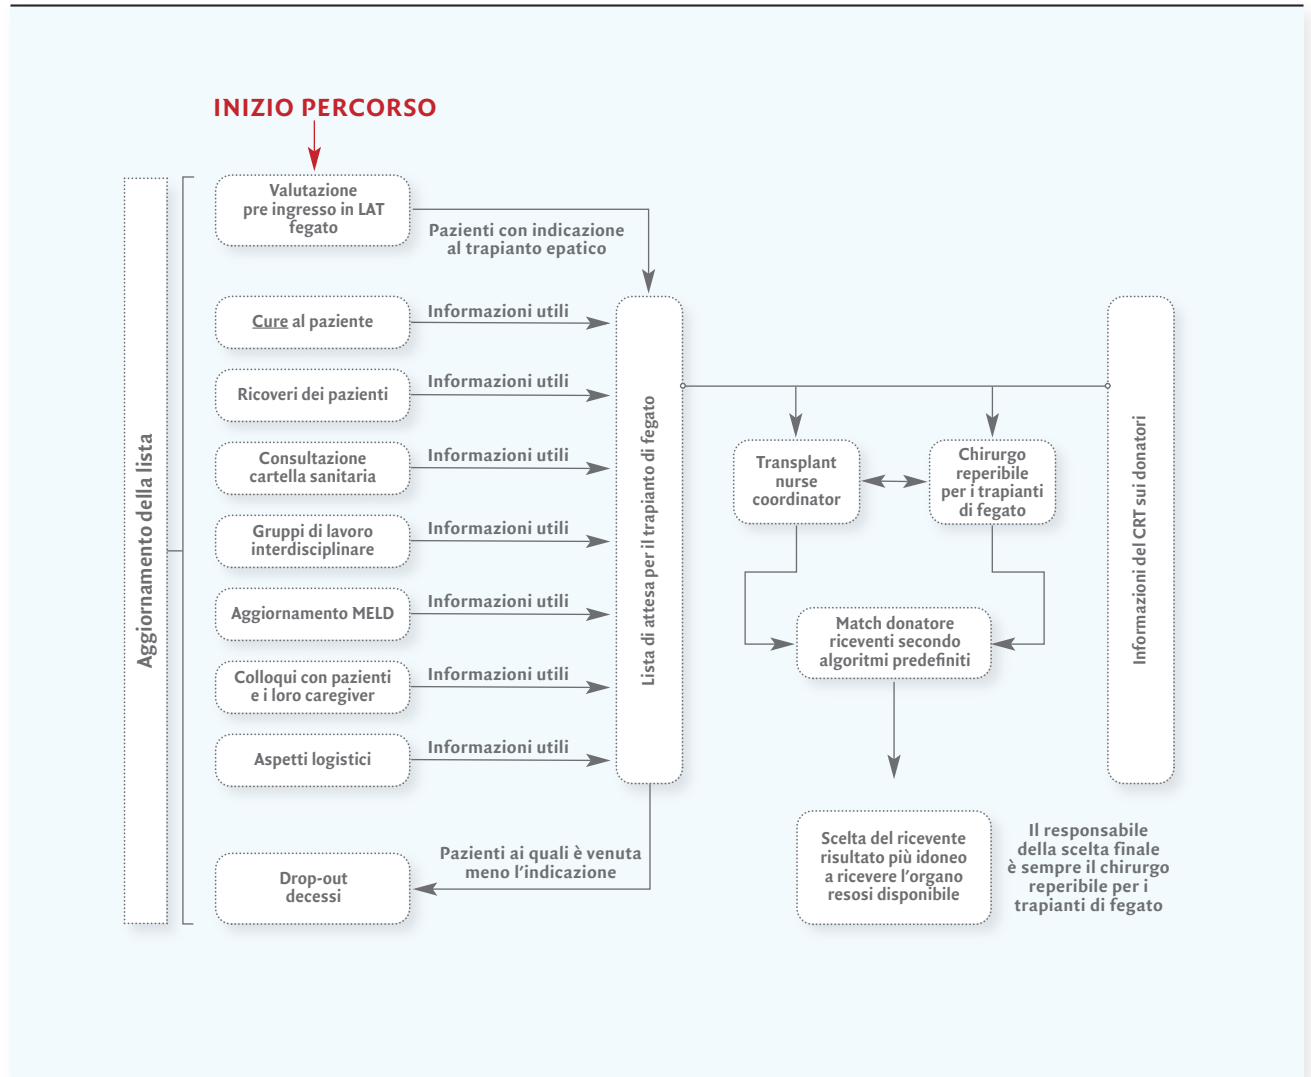 INIZIO PERCORSO
Aggiornamento della lista
Valutazione
pre ingresso in LAT
fegato
Pazienti con indicazione
al trapianto epatico
Cure al paziente
Informazioni utili
Ricoveri dei pazienti
Informazioni utili
Consultazione
cartella sanitaria
Informazioni utili
Gruppi di lavoro
interdisciplinare
Informazioni utili
Aggiornamento MELD
Informazioni utili
Colloqui con pazienti
e i loro caregiver
Informazioni utili
Aspetti logistici
Informazioni utili
Drop-out
decessi
Pazienti ai quali è venuta
meno l'indicazione
Lista di attesa per il trapianto di fegato
Transplant
nurse
coordinator
Chirurgo
reperibile
per i trapianti
di fegato
Match donatore
riceventi secondo
algoritmi predefiniti
Scelta del ricevente
risultato più idoneo
a ricevere l'organo
resosi disponibile
Il responsabile
della scelta finale
è sempre il chirurgo
reperibile per i
trapianti di fegato
Informazioni del CRT sui donatori